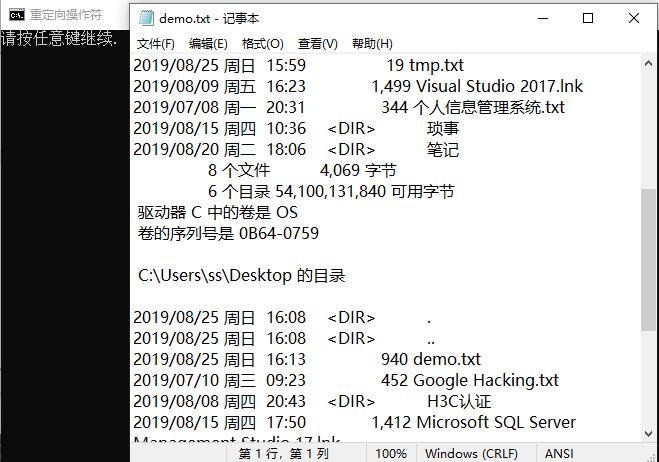 重定向操作符
请按任意键继续.
demo.txt - 记事本
文件(F) 编辑(E) 格式(O) 查看(V) 帮助(H)
2019/08/25 周日 15:59 19 tmp.txt
2019/08/09 周五 16:23 1,499 Visual Studio 2017.lnk
2019/07/08 周一 20:31 344 个人信息管理系统.txt
2019/08/15 周四 10:36 <DIR> 琐事
2019/08/20 周二 18:06 <DIR> 笔记
8 个文件 4,069 字节
6 个目录 54,100,131,840 可用字节
驱动器 C 中的卷是 OS
卷的序列号是 0B64-0759
C:\Users\ss\Desktop 的目录
2019/08/25 周日 16:08 <DIR> .
2019/08/25 周日 16:08 <DIR> ..
2019/08/25 周日 16:13 940 demo.txt
2019/07/10 周三 09:23 452 Google Hacking.txt
2019/08/08 周四 20:43 <DIR> H3C认证
2019/08/15 周四 17:50 1,412 Microsoft SQL Server
Management Studio 17.lnk
第 1 行，第 1 列 100% Windows (CRLF) ANSI